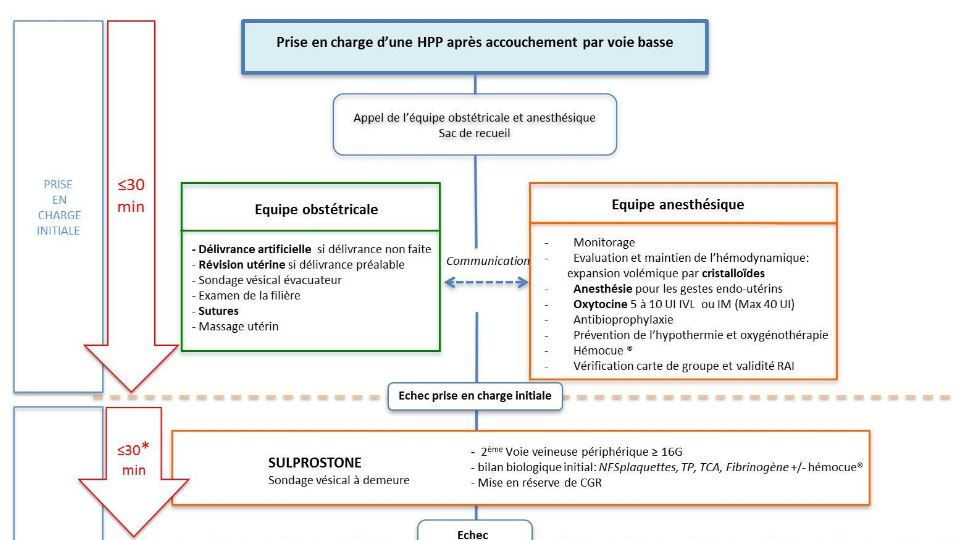 Prise en charge d'une HPP après accouchement par voie basse
Appel de l'équipe obstétricale et anesthésique
Sac de recueil
PRISE
EN
CHARGE
INITIALE
≤30
min
Equipe obstétricale
- Délivrance artificielle si délivrance non faite
- Révision utérine si délivrance préalable
- Sondage vésical évacuateur
- Examen de la filière
- Sutures
- Massage utérin
Communication
Equipe anesthésique
- Monitorage
- Evaluation et maintien de l'hémodynamique:
expansion volémique par cristalloïdes
- Anesthésie pour les gestes endo-utérins
- Oxytocine 5 à 10 UI IVL ou IM (Max 40 UI)
- Antibioprophylaxie
- Prévention de l'hypothermie et oxygénothérapie
- Hémocue ®
- Vérification carte de groupe et validité RAI
Echec prise en charge initiale
≤30*
min
SULPROSTONE
Sondage vésical à demeure
- 2ème Voie veineuse périphérique ≥ 16G
- bilan biologique initial: NFSplaquettes, TP, TCA, Fibrinogène +/- hémocue®
- Mise en réserve de CGR
Echec